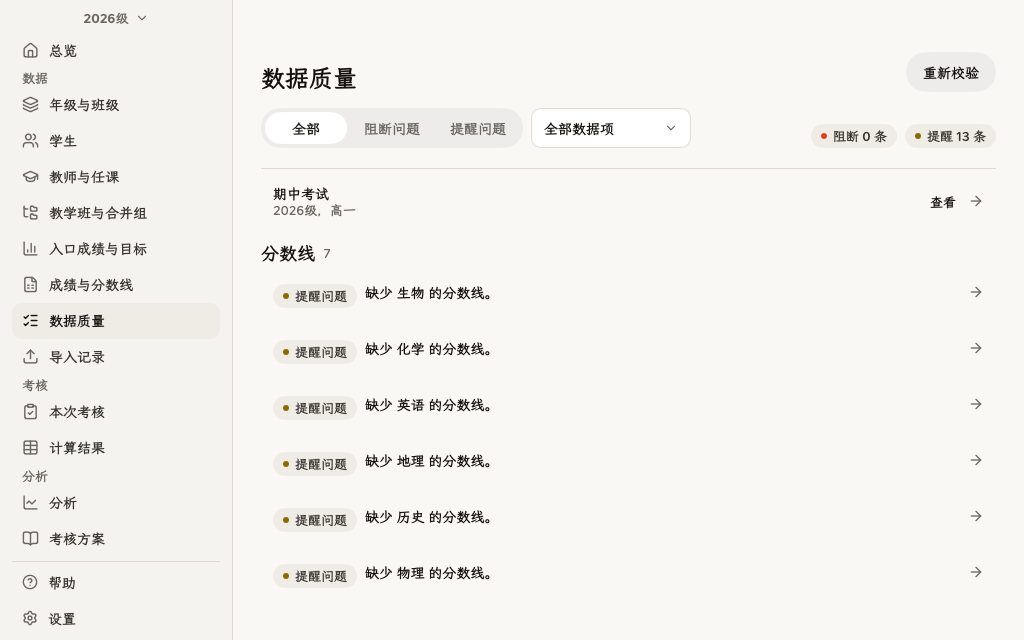 2026级
总览
数据
年级与班级
学生
教师与任课
教学班与合并组
入口成绩与目标
成绩与分数线
数据质量
导入记录
考核
本次考核
计算结果
分析
分析
考核方案
帮助
设置
数据质量
重新校验
全部
阻断问题
提醒问题
全部数据项
阻断 0 条
提醒 13 条
期中考试
2026级，高一
查看
分数线 7
提醒问题 缺少 生物 的分数线。
提醒问题 缺少 化学 的分数线。
提醒问题 缺少 英语 的分数线。
提醒问题 缺少 地理 的分数线。
提醒问题 缺少 历史 的分数线。
提醒问题 缺少 物理 的分数线。